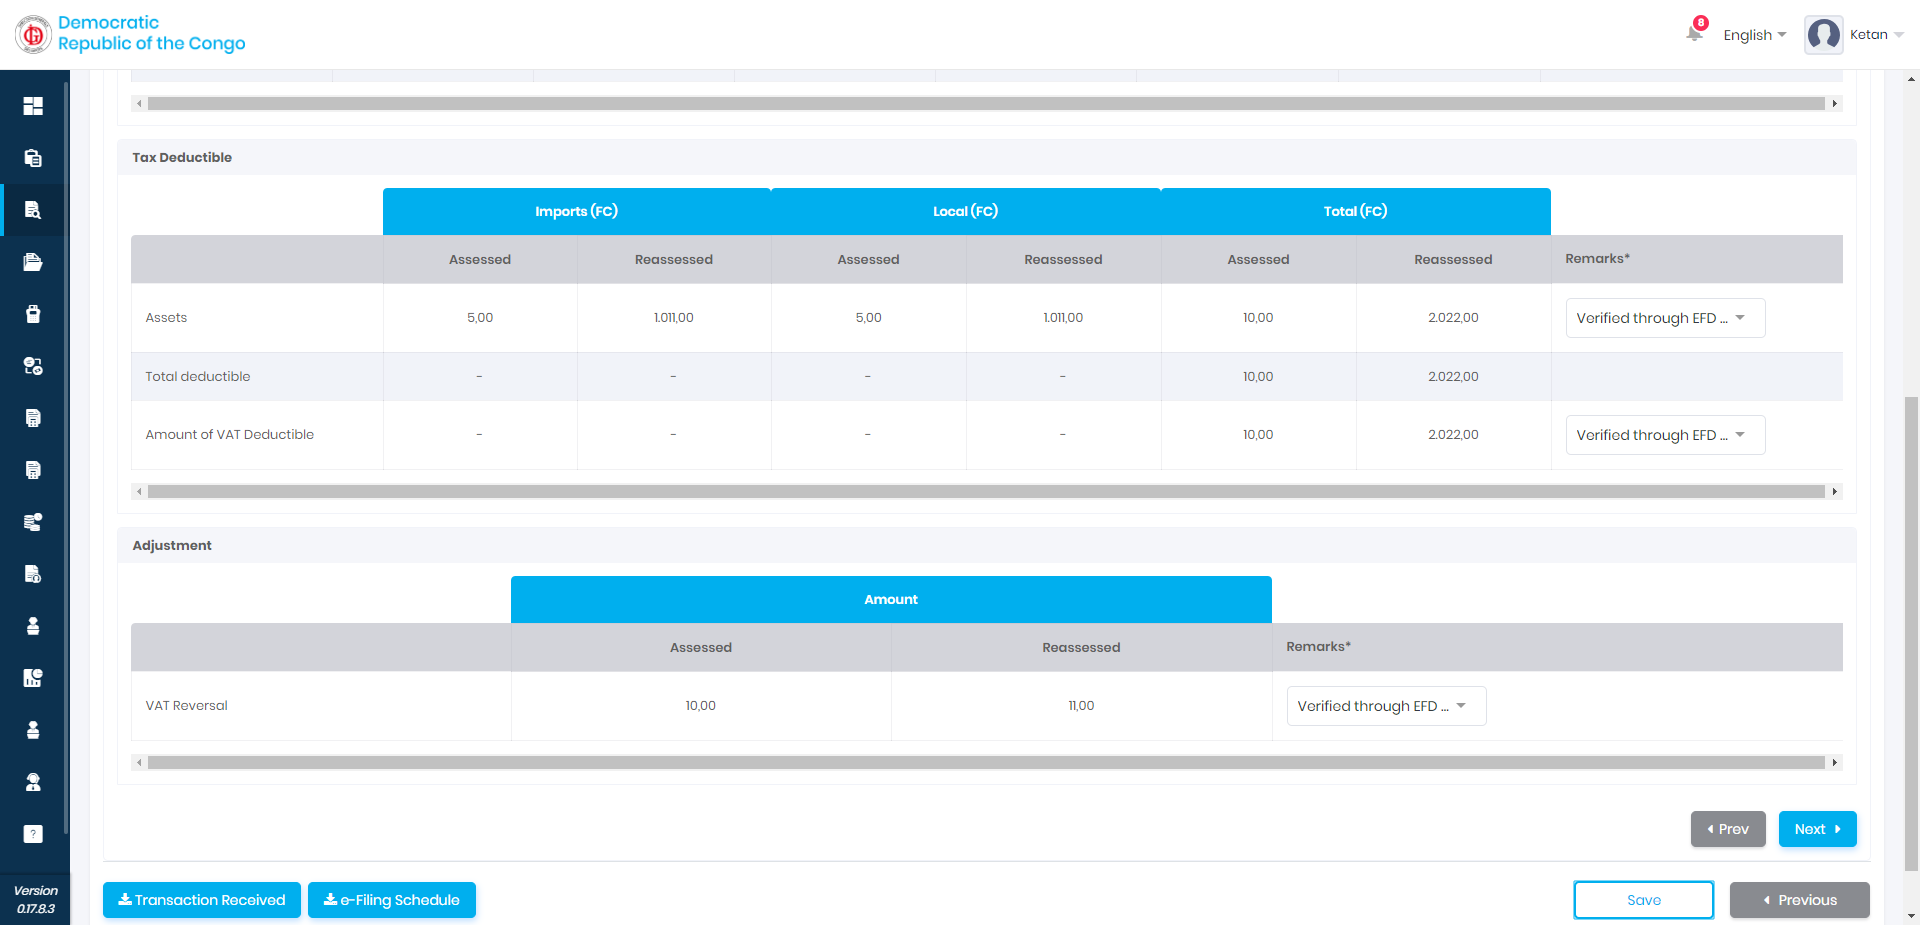 Democratic
Republic of the Congo
8
English
Ketan
Tax Deductible
Imports (FC) Local (FC) Total (FC)
Assessed Reassessed Assessed Reassessed Assessed Reassessed Remarks*
Assets 5,00 1.011,00 5,00 1.011,00 10,00 2.022,00 Verified through EFD ...
Total deductible - - - - 10,00 2.022,00
Amount of VAT Deductible - - - - 10,00 2.022,00 Verified through EFD ...
Adjustment
Amount
Assessed Reassessed Remarks*
VAT Reversal 10,00 11,00 Verified through EFD ...
Prev Next
Version
0.17.8.3
Transaction Received e-Filing Schedule Save Previous